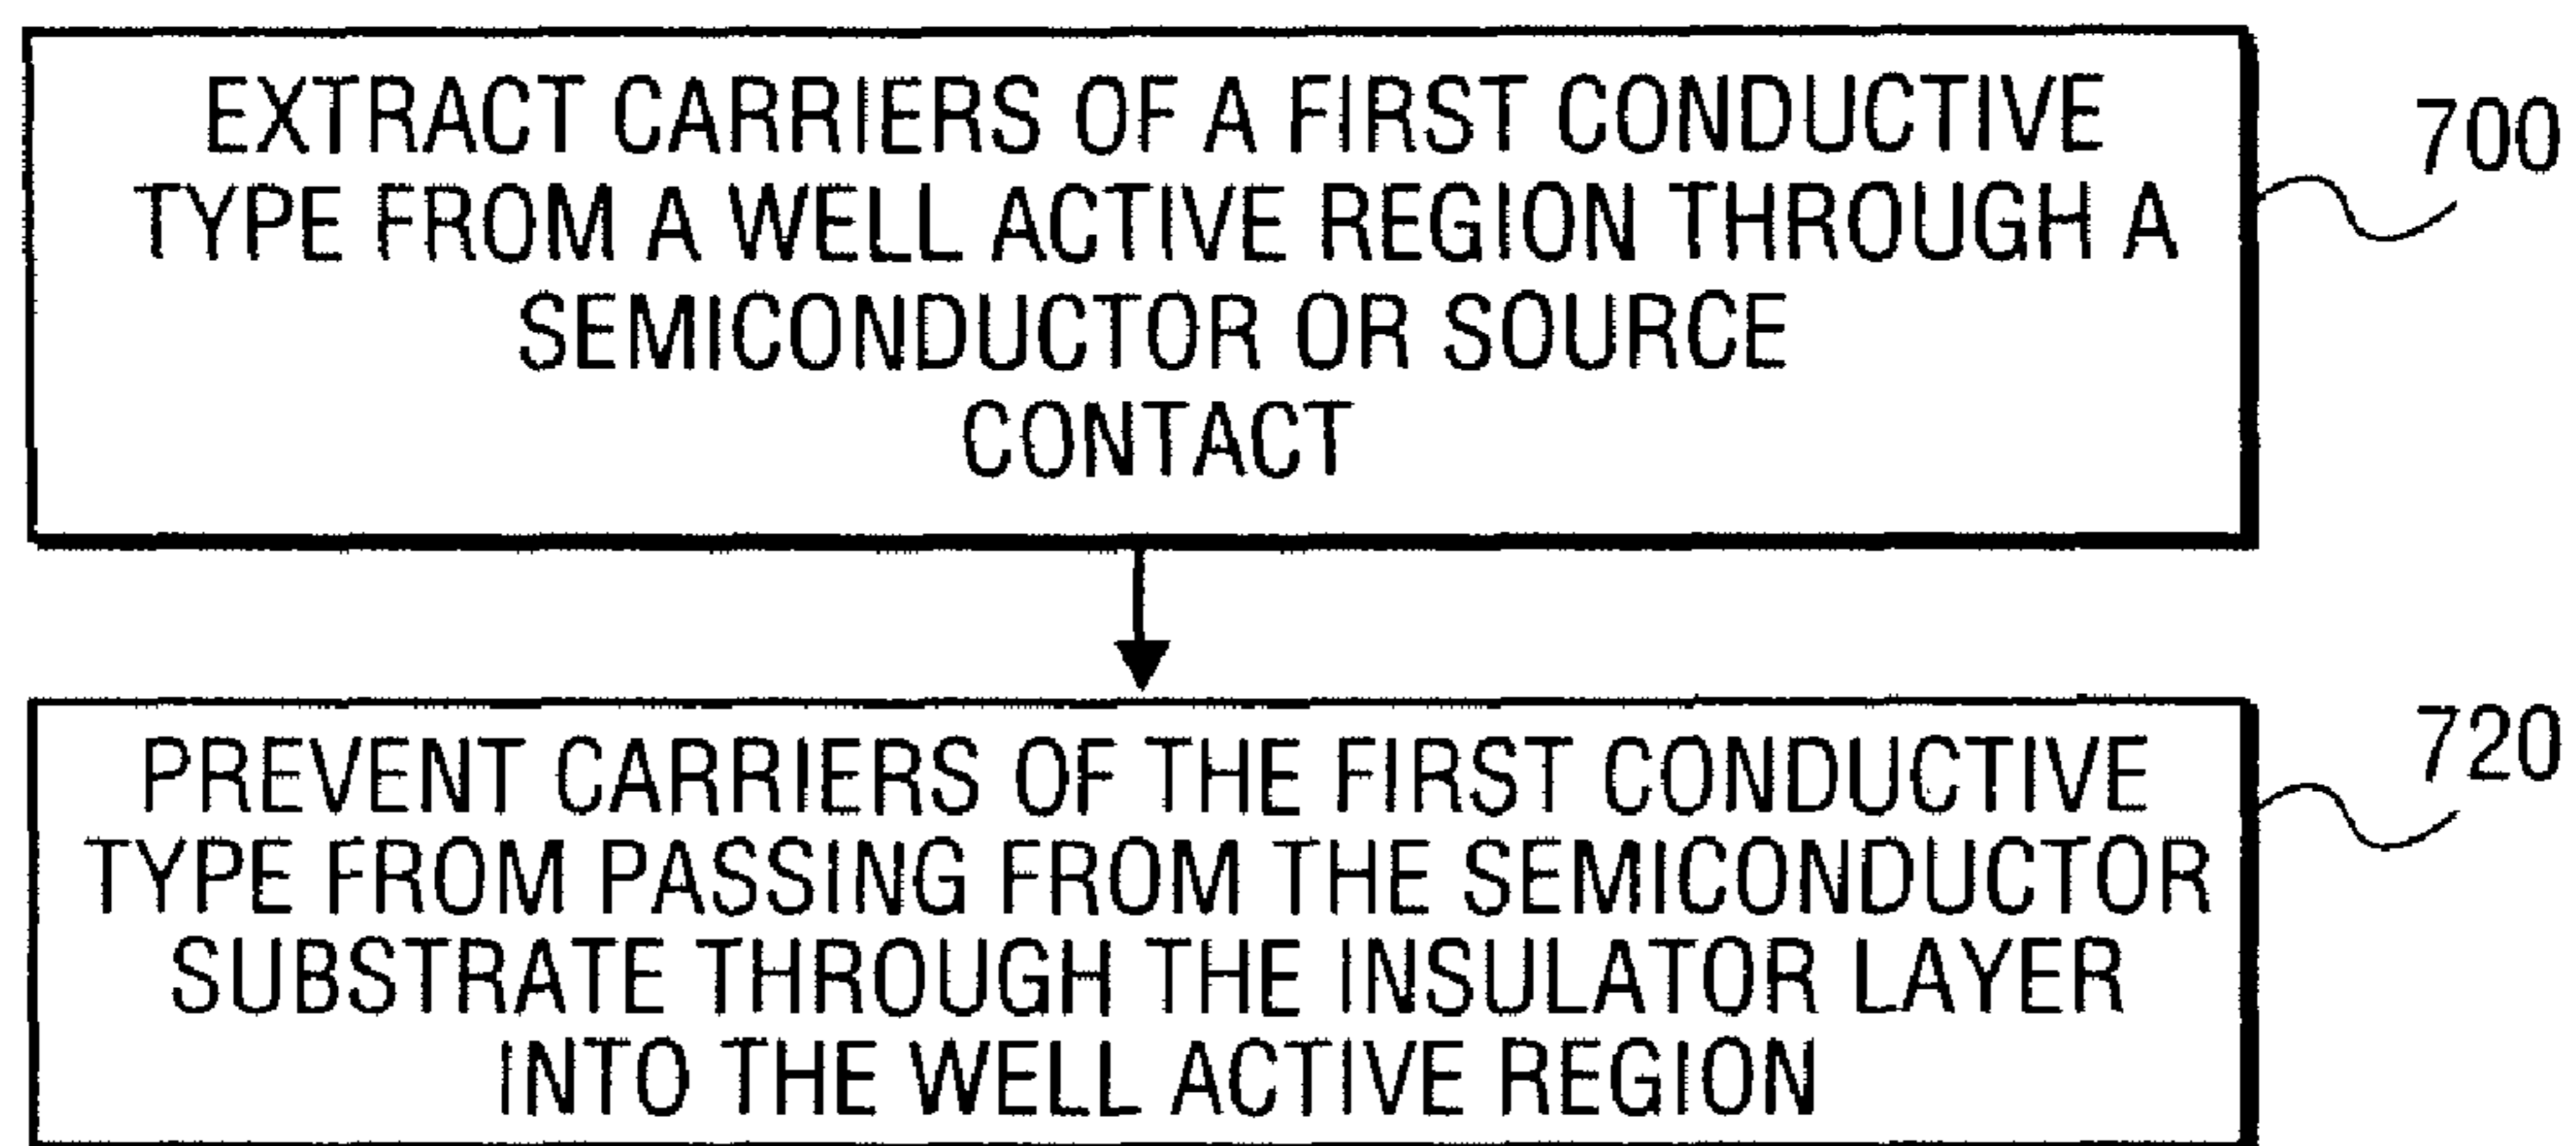 EXTRACT CARRIERS OF A FIRST CONDUCTIVE
TYPE FROM A WELL ACTIVE REGION THROUGH A
SEMICONDUCTOR OR SOURCE
CONTACT
700
PREVENT CARRIERS OF THE FIRST CONDUCTIVE
TYPE FROM PASSING FROM THE SEMICONDUCTOR
SUBSTRATE THROUGH THE INSULATOR LAYER
INTO THE WELL ACTIVE REGION
720